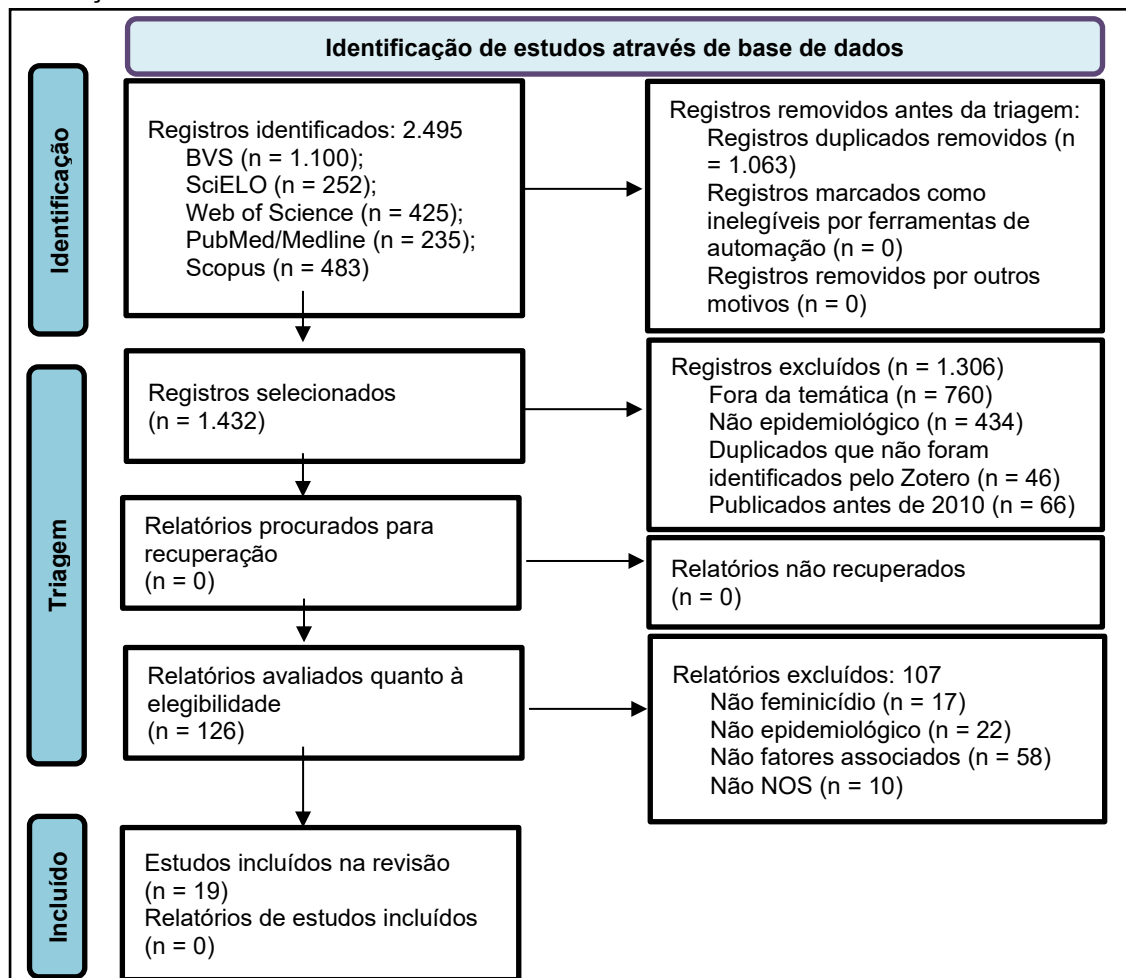 Identificação de estudos através de base de dados
Identificação
Registros identificados: 2.495
BVS (n = 1.100);
SciELO (n = 252);
Web of Science (n = 425);
PubMed/Medline (n = 235);
Scopus (n = 483)
Registros removidos antes da triagem:
Registros duplicados removidos (n
= 1.063)
Registros marcados como
inelegíveis por ferramentas de
automação (n = 0)
Registros removidos por outros
motivos (n = 0)
Triagem
Registros selecionados
(n = 1.432)
Registros excluídos (n = 1.306)
Fora da temática (n = 760)
Não epidemiológico (n = 434)
Duplicados que não foram
identificados pelo Zotero (n = 46)
Publicados antes de 2010 (n = 66)
Relatórios procurados para
recuperação
(n = 0)
Relatórios não recuperados
(n = 0)
Relatórios avaliados quanto à
elegibilidade
(n = 126)
Relatórios excluídos: 107
Não feminicídio (n = 17)
Não epidemiológico (n = 22)
Não fatores associados (n = 58)
Não NOS (n = 10)
Incluído
Estudos incluídos na revisão
(n = 19)
Relatórios de estudos incluídos
(n = 0)